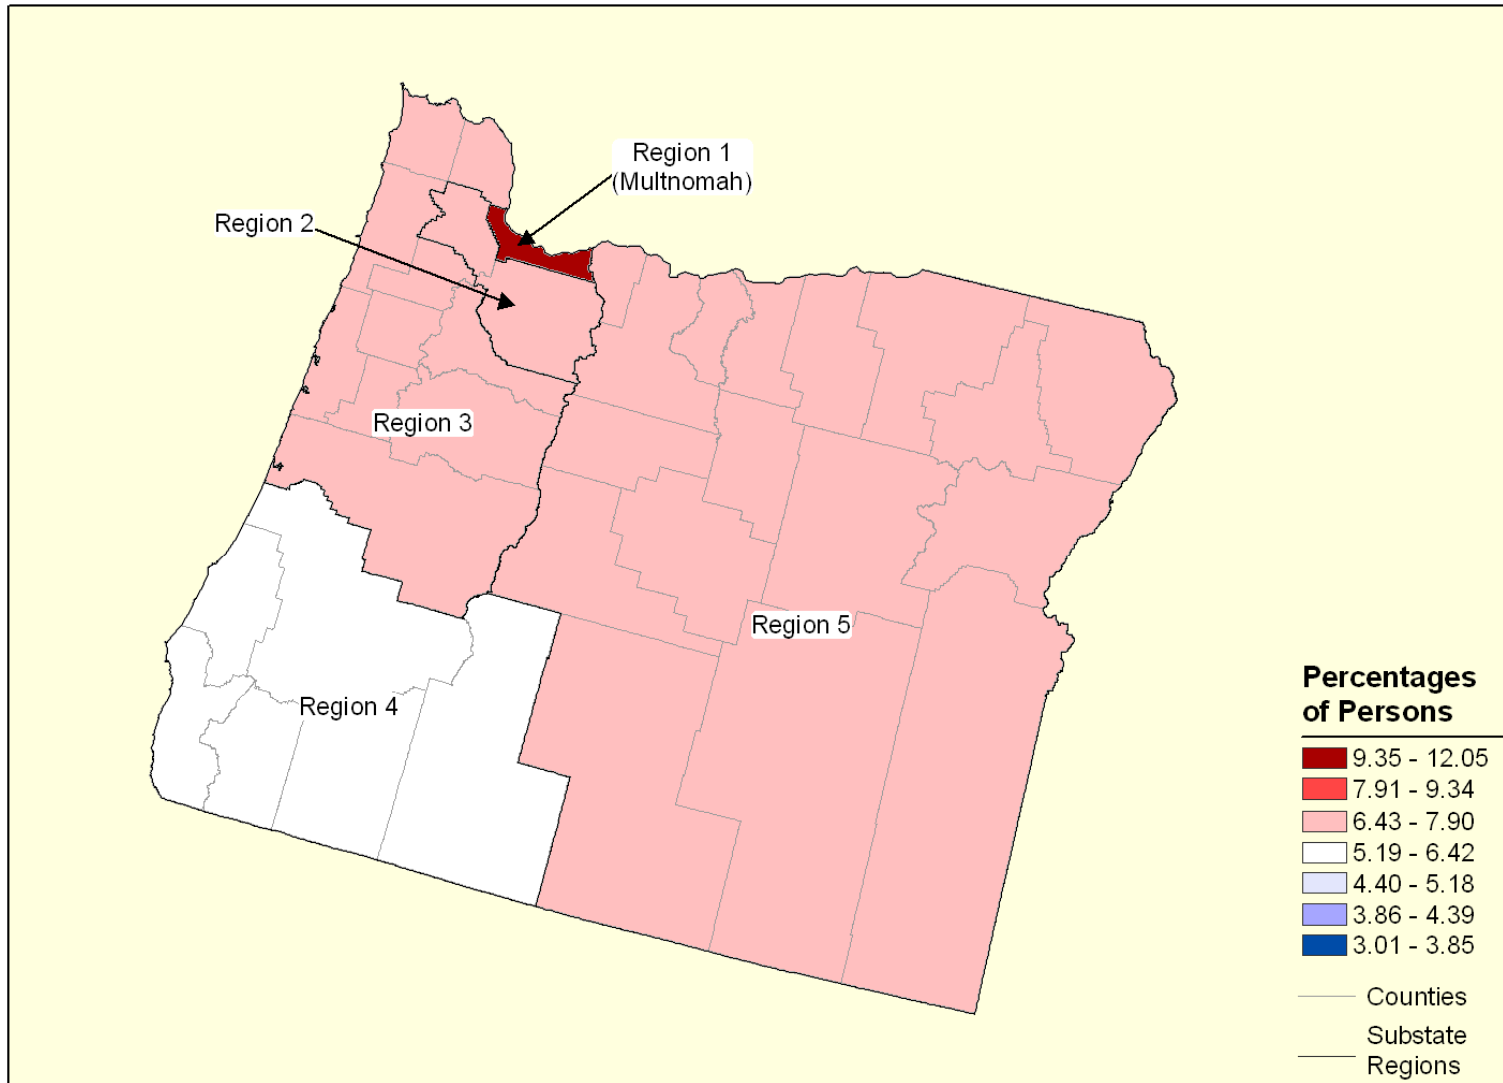 Region 1
(Multnomah)
Region 2
Region 3
Region 5
Region 4
Percentages
of Persons
9.35 - 12.05
7.91 - 9.34
6.43 - 7.90
5.19 - 6.42
4.40 - 5.18
3.86 - 4.39
3.01 - 3.85
Counties
Substate
Regions